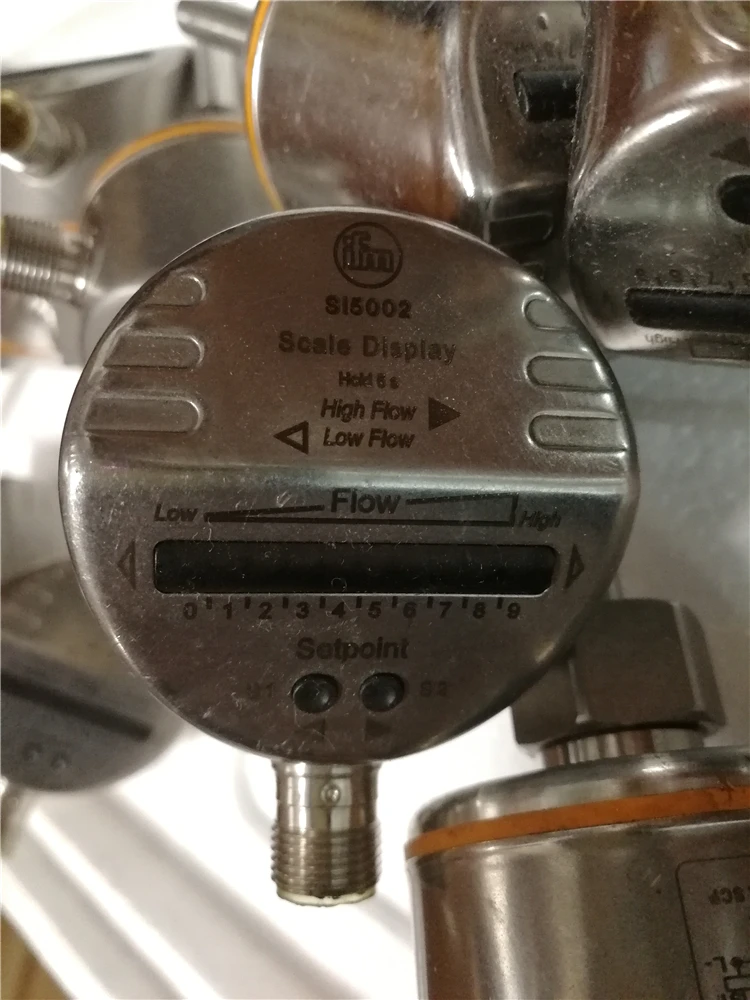 ifm
SI5002
Scale Display
Hold 5 s
High Flow
Low Flow
Flow
Low High
0 1 2 3 4 5 6 7 8 9
Setpoint
S1 S2